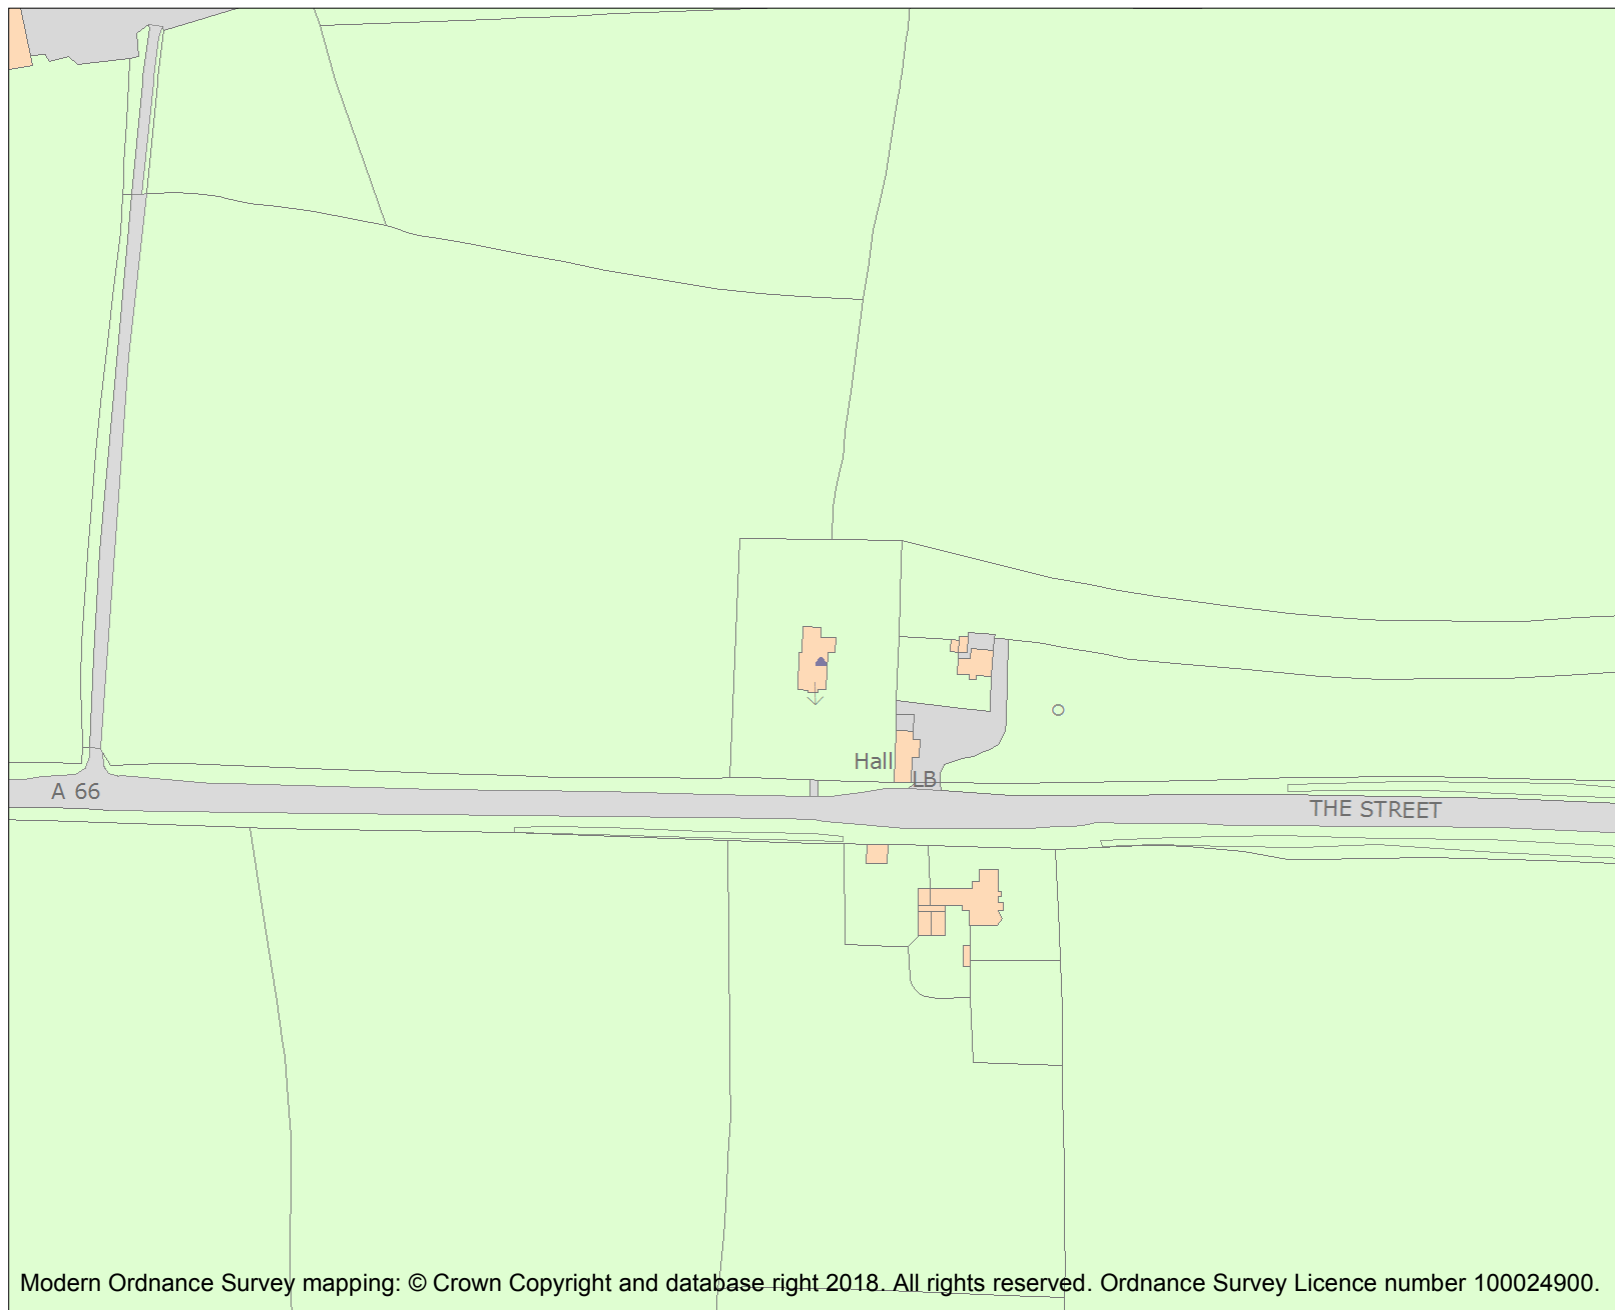 Hall
LB
A 66
THE STREET
Modern Ordnance Survey mapping: © Crown Copyright and database right 2018. All rights reserved. Ordnance Survey Licence number 100024900.